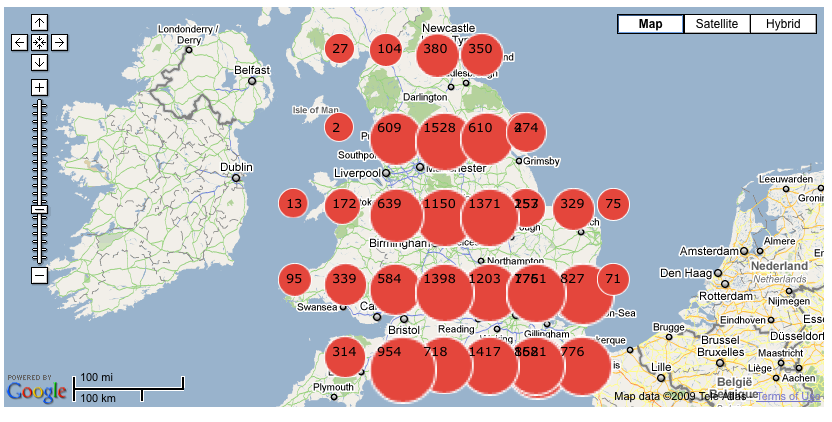 Londonderry /
Derry
Newcastle
Map Satellite Hybrid
27 104 380 350
Belfast
Darlington
Isle of Man
2 609 1528 610
Grimsby
Southpo
Liverpool
Dublin
Leeuwarden
13 172 639 1150 1371 329 75
Birmingham
Almere
Amsterdam
Northampton
Nederland
Netherlands
Den Haag
95 339 584 1398 1203 827 71
Rotterdam
Nijmegen
Swansea
Bristol
Reading
Gillingham
Brugge
Eindhoven
Brussel
Bruxelles
Düsseldorf
314 954 718 1417 776
Lille
Liège
Maastricht
Aachen
België
POWERED BY
Google
100 mi
100 km
Plymouth
Map data ©2009 Tele Atlas - Terms of Use